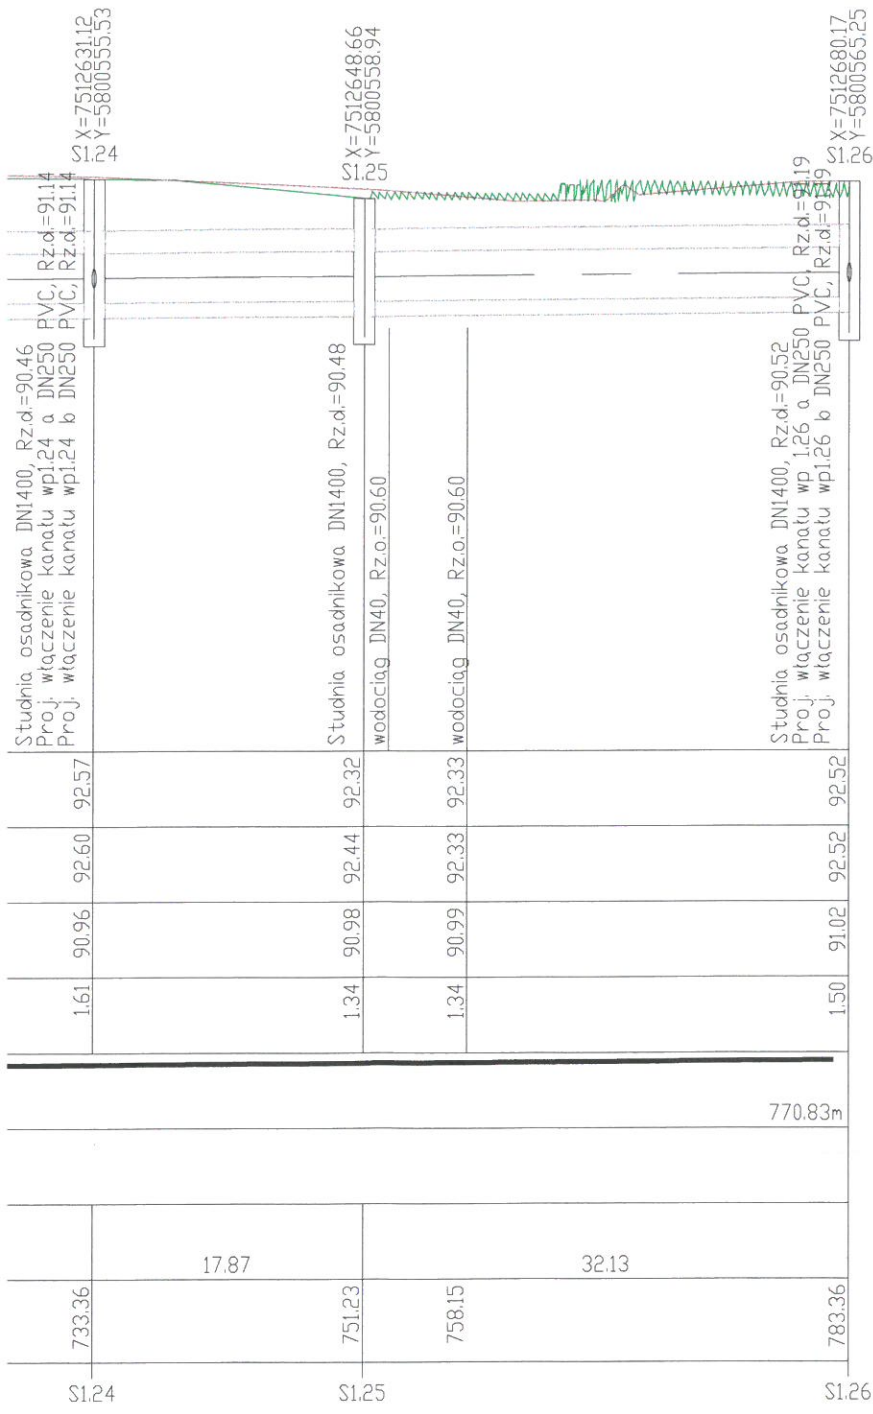 X=7512631.12
Y=5800555.53
S1.24
X=7512648.66
Y=5800558.94
S1.25
X=7512680.17
Y=5800565.25
S1.26
Studnia osadnikowa DN1400, Rz.d.=90.46
Proj. włączenie kanału wp1.24 a DN250 PVC, Rz.d.=91.14
Proj. włączenie kanału wp1.24 b DN250 PVC, Rz.d.=91.14
Studnia osadnikowa DN1400, Rz.d.=90.48
wodociąg DN40, Rz.o.=90.60
wodociąg DN40, Rz.o.=90.60
Studnia osadnikowa DN1400, Rz.d.=90.52
Proj. włączenie kanału wp 1.26 a DN250 PVC, Rz.d.=91.19
Proj. włączenie kanału wp1.26 b DN250 PVC, Rz.d.=91.19
92.57 92.32 92.33 92.52
92.60 92.44 92.33 92.52
90.96 90.98 90.99 91.02
1.61 1.34 1.34 1.50
770.83m
17.87 32.13
733.36 751.23 758.15 783.36
S1.24 S1.25 S1.26